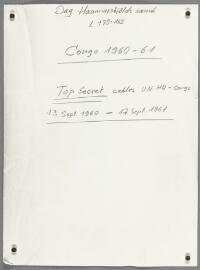 Dag Hammarskjölds samml
L 179:162
Congo 1960-61
Top Secret cables UN HQ - Congo
13 Sept 1960 - 17 Sept 1961